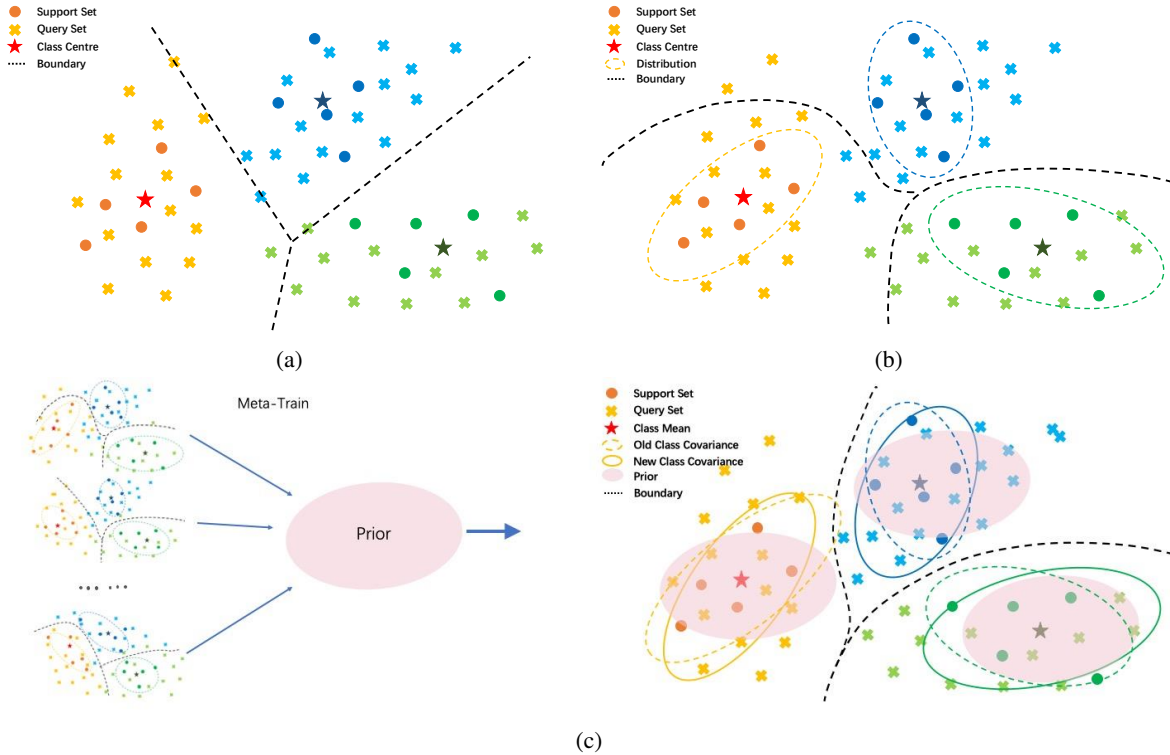 Support Set
Query Set
Class Centre
Boundary
(a)
Support Set
Query Set
Class Centre
Distribution
Boundary
(b)
Meta-Train
Prior
Support Set
Query Set
Class Mean
Old Class Covariance
New Class Covariance
Prior
Boundary
(c)